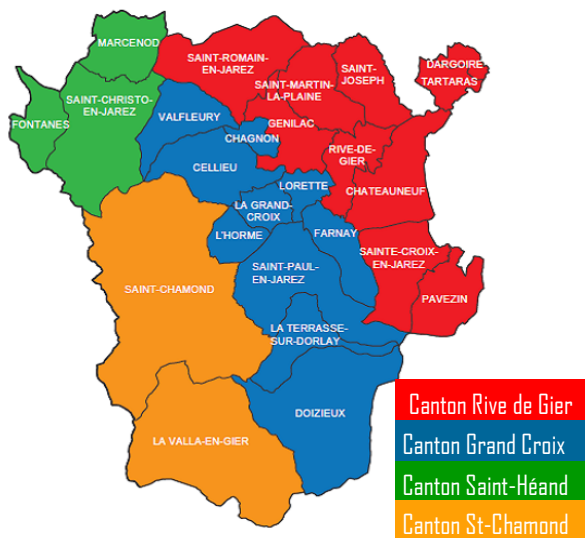 MARCENOD
SAINT-ROMAIN-
EN-JAREZ
SAINT-
JOSEPH
DARGOIRE
TARTARAS
SAINT-MARTIN-
LA-PLAINE
SAINT-CHRISTO-
EN-JAREZ
FONTANES
VALFLEURY
GENILAC
CHAGNON
RIVE-DE-
GIER
CELLIEU
LORETTE
CHATEAUNEUF
LA GRAND-
CROIX
L'HORME
FARNAY
SAINTE-CROIX-
EN-JAREZ
SAINT-PAUL-
EN-JAREZ
SAINT-CHAMOND
PAVEZIN
LA TERRASSE-
SUR-DORLAY
DOIZIEUX
LA VALLA-EN-GIER
Canton Rive de Gier
Canton Grand Croix
Canton Saint-Héand
Canton St-Chamond